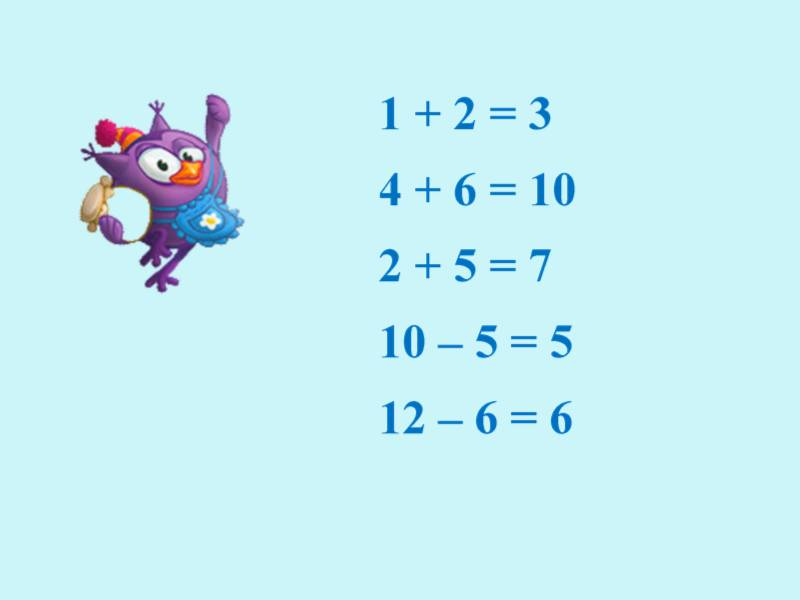 1 + 2 = 3
4 + 6 = 10
2 + 5 = 7
10 – 5 = 5
12 – 6 = 6